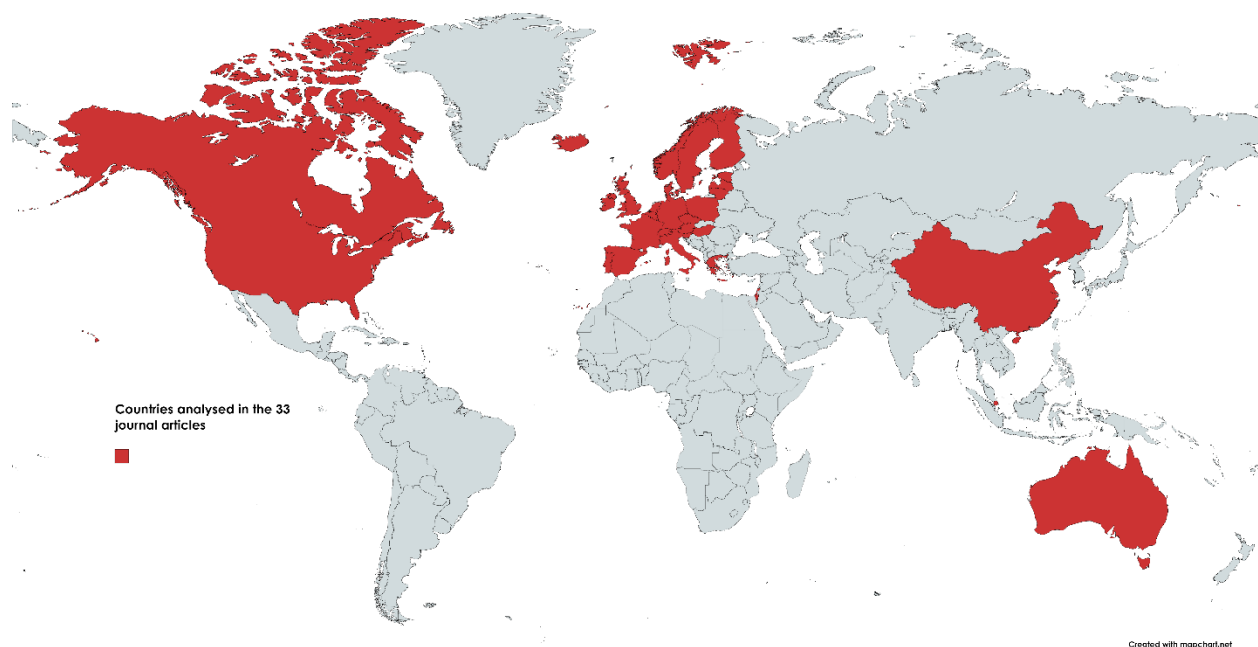 Countries analysed in the 33
journal articles
Created with mapchart.net